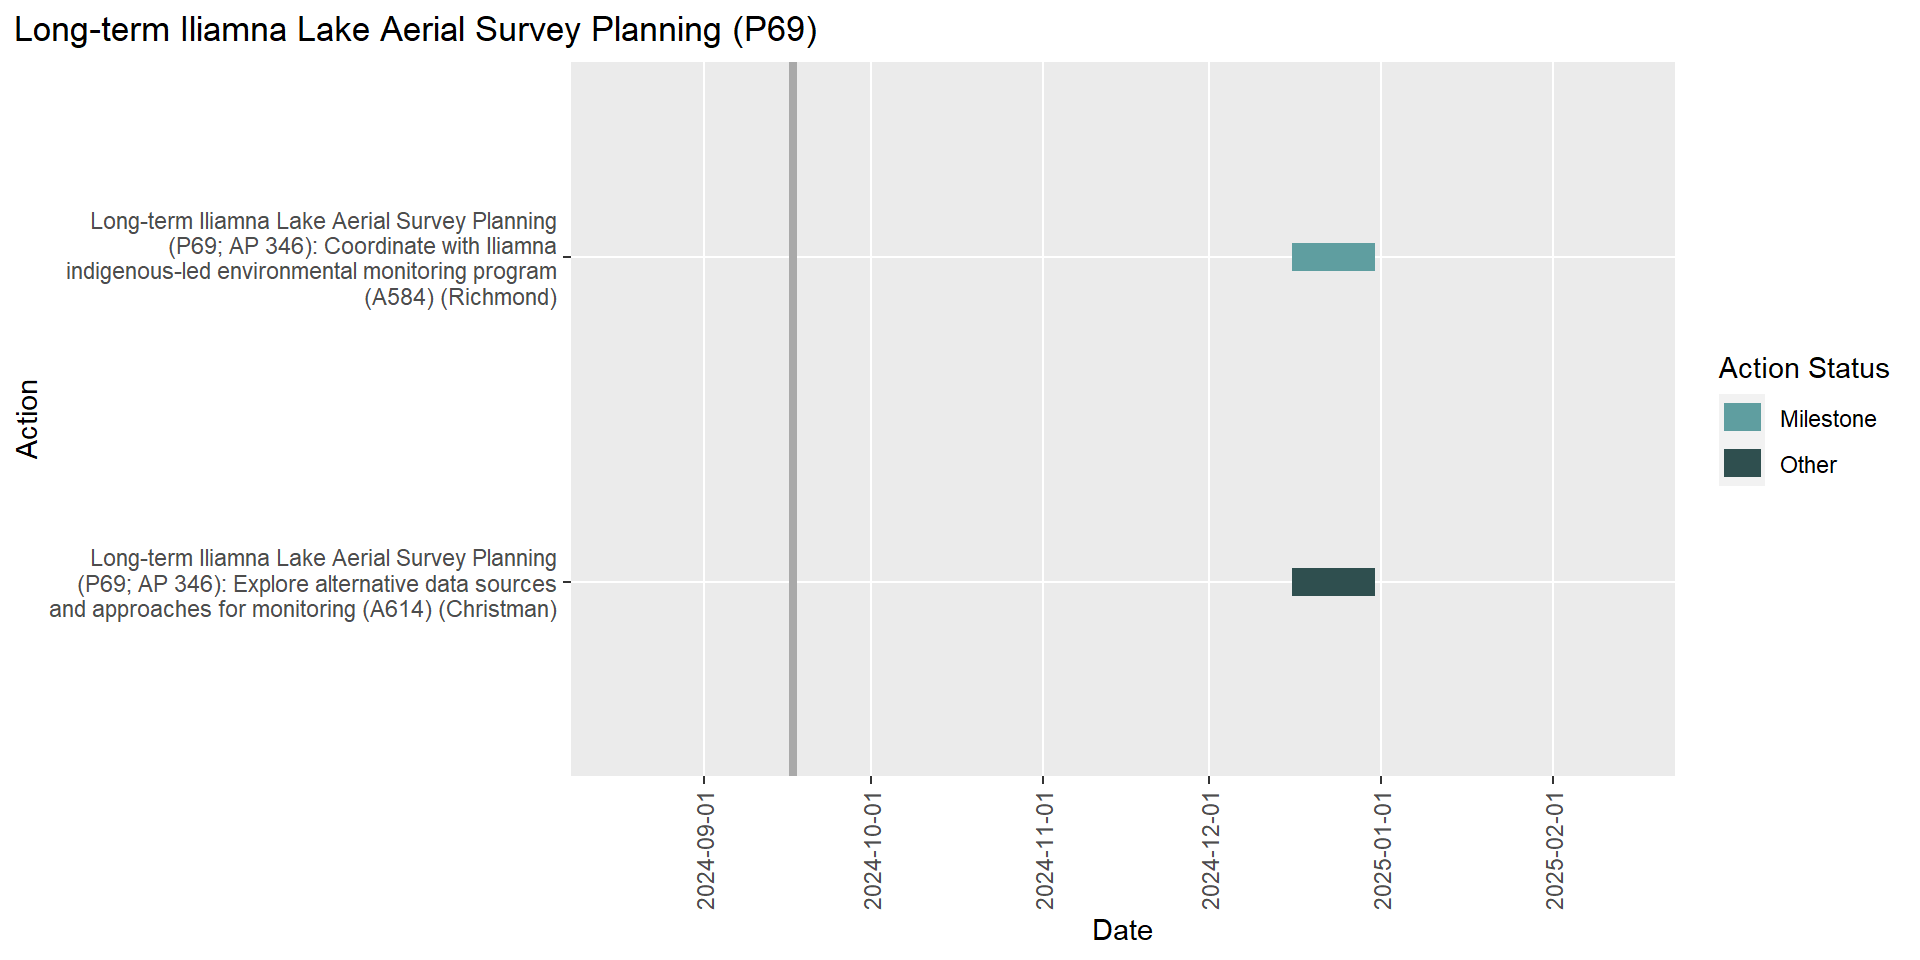 Long-term Iliamna Lake Aerial Survey Planning (P69)
Long-term Iliamna Lake Aerial Survey Planning
(P69; AP 346): Coordinate with Iliamna
indigenous-led environmental monitoring program
(A584) (Richmond)
Long-term Iliamna Lake Aerial Survey Planning
(P69; AP 346): Explore alternative data sources
and approaches for monitoring (A614) (Christman)
Action
2024-09-01
2024-10-01
2024-11-01
2024-12-01
2025-01-01
2025-02-01
Date
Action Status
Milestone
Other